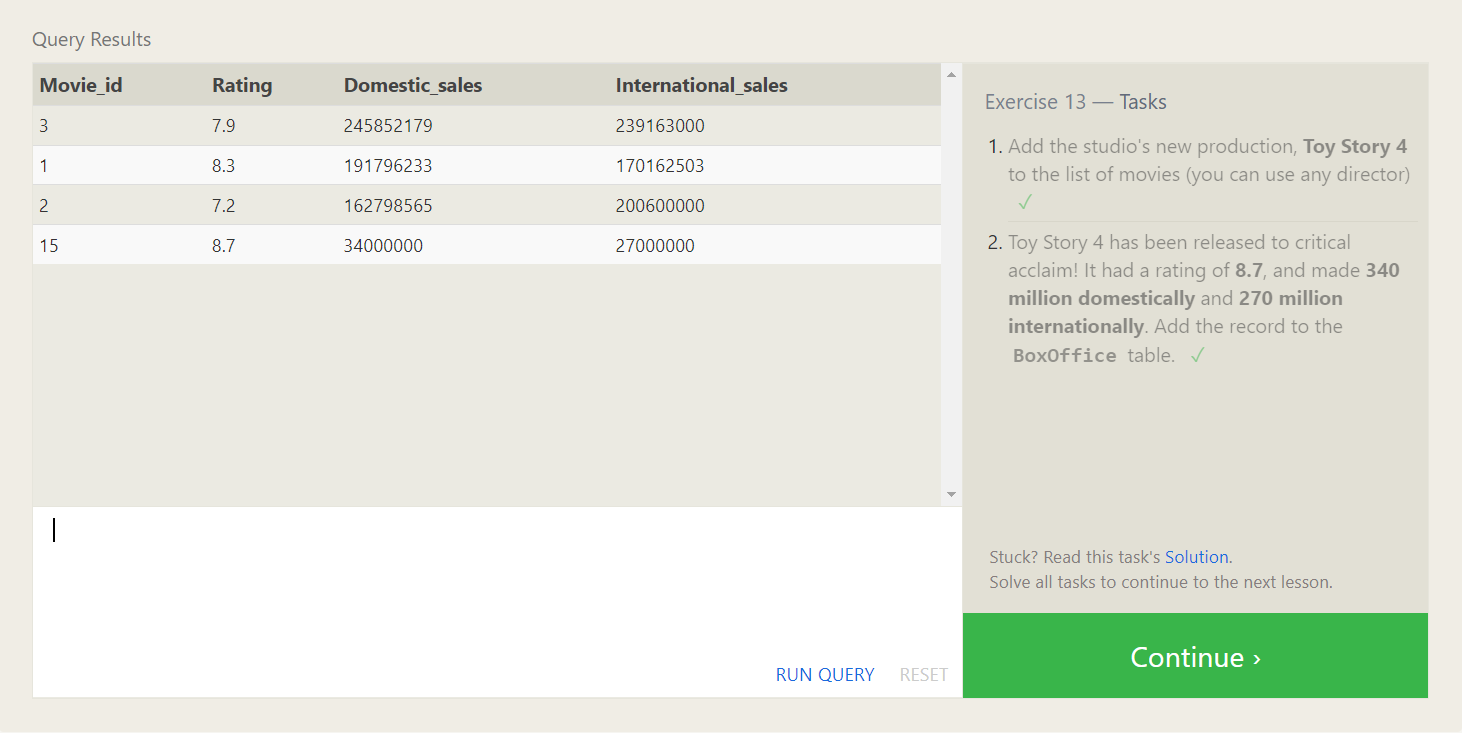 Query Results
Movie_id Rating Domestic_sales International_sales
3 7.9 245852179 239163000
1 8.3 191796233 170162503
2 7.2 162798565 200600000
15 8.7 34000000 27000000
RUN QUERY RESET
Exercise 13 — Tasks
1. Add the studio's new production, Toy Story 4
to the list of movies (you can use any director)
✓
2. Toy Story 4 has been released to critical
acclaim! It had a rating of 8.7, and made 340
million domestically and 270 million
internationally. Add the record to the
BoxOffice table. ✓
Stuck? Read this task's Solution.
Solve all tasks to continue to the next lesson.
Continue ›